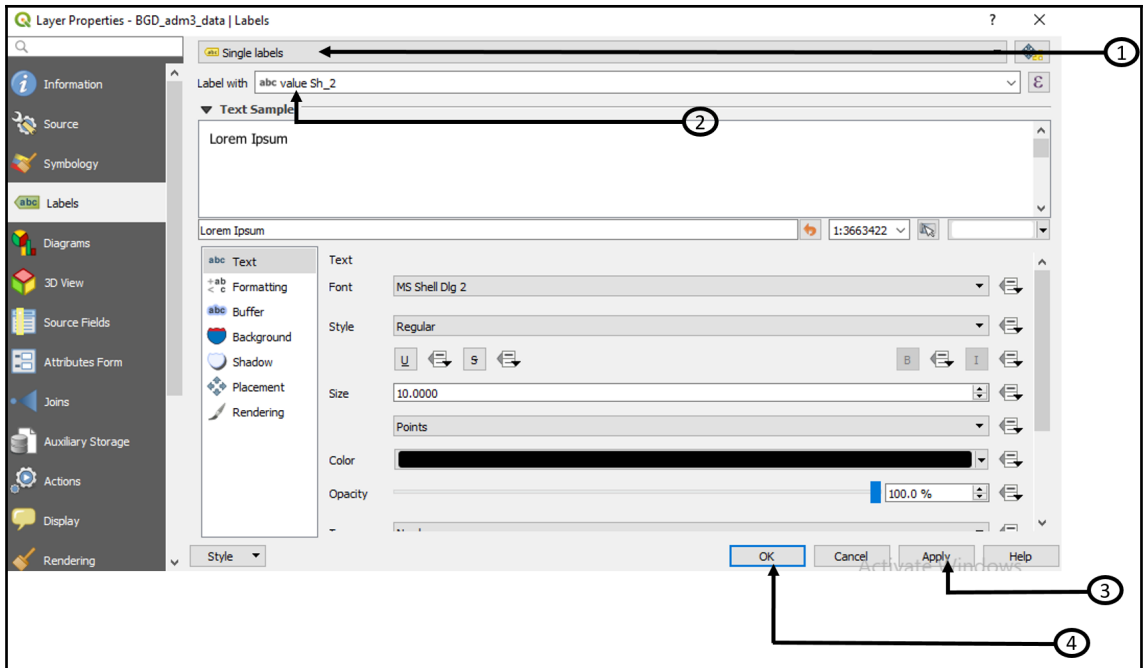 Layer Properties - BGD_adm3_data | Labels ? ×
abc Single labels
1
Information
Label with abc value Sh_2 ε
Text Sample
2
Source
Lorem Ipsum
Symbology
abc Labels
Lorem Ipsum 1:3663422
Diagrams
abc Text Text
3D View
+ab < c Formatting Font MS Shell Dlg 2
abc Buffer
Source Fields
Style Regular
Background
Attributes Form
Shadow U S B I
Placement
Joins
Size 10.0000
Rendering
Points
Auxiliary Storage
Color
Actions
Opacity 100.0 %
Display
Rendering
Style OK Cancel Apply Help
Activate Windows
3
4